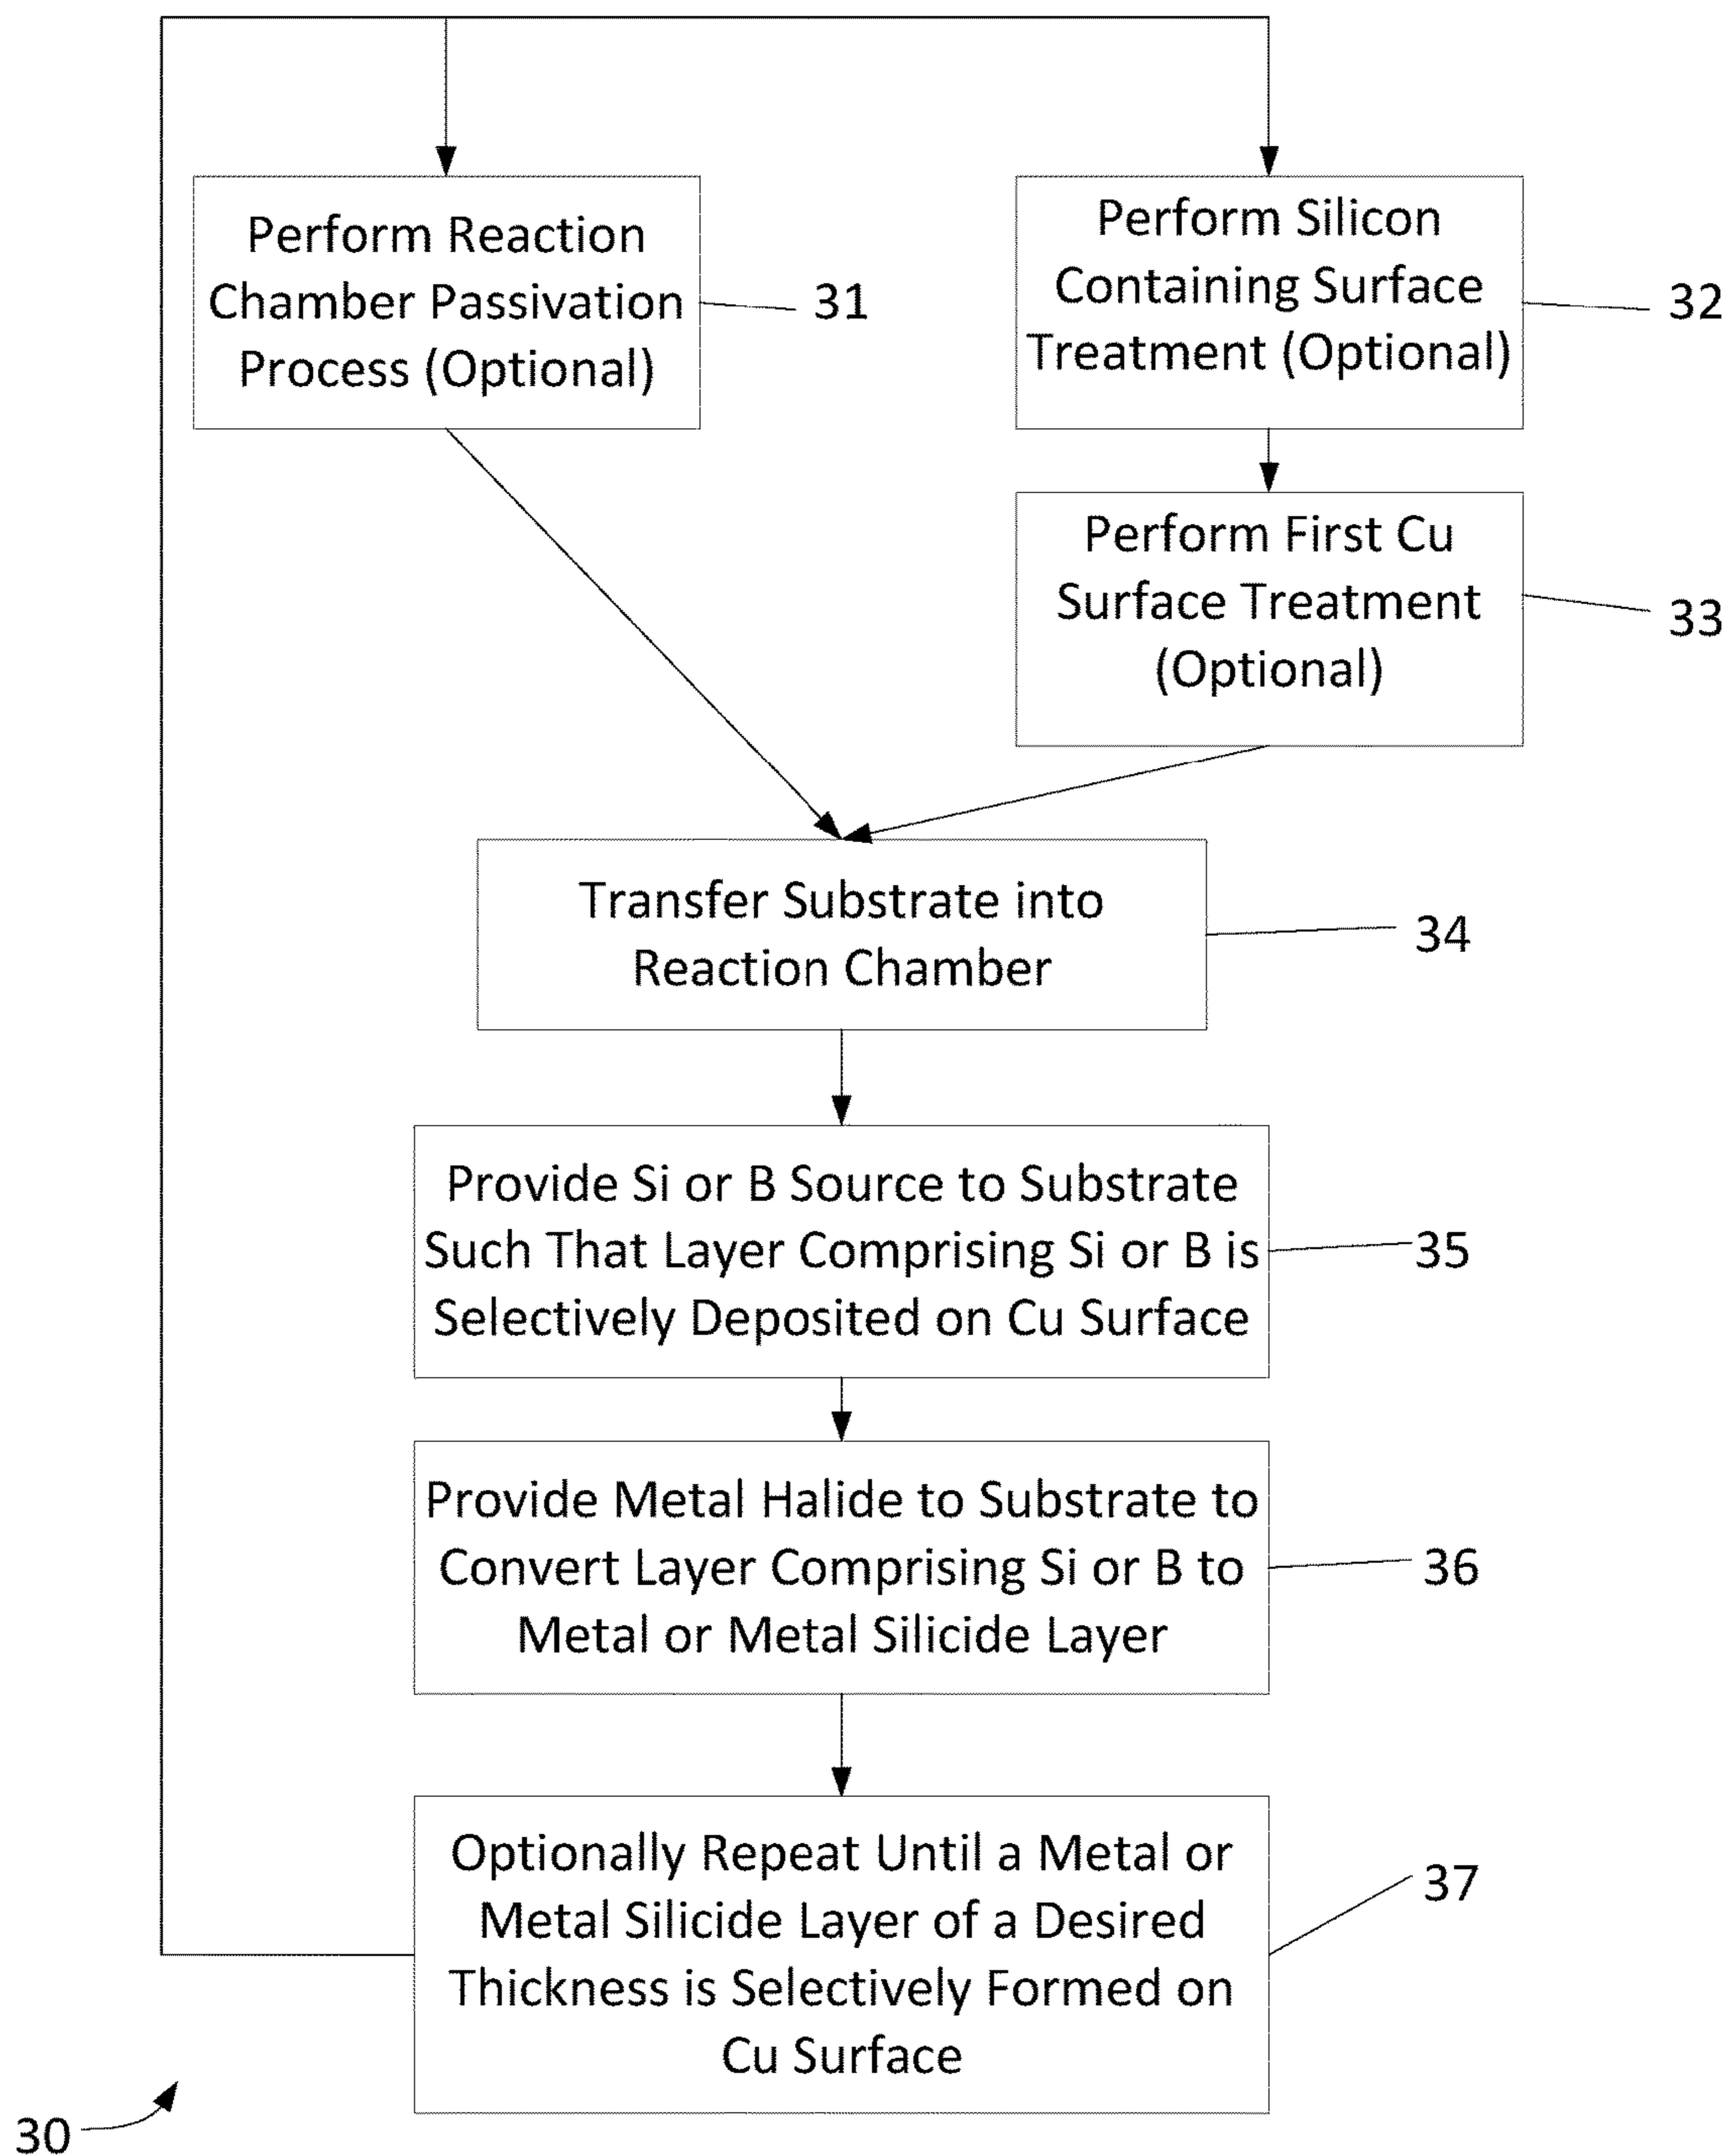 Perform Reaction
Chamber Passivation
Process (Optional)
31
Perform Silicon
Containing Surface
Treatment (Optional)
32
Perform First Cu
Surface Treatment
(Optional)
33
Transfer Substrate into
Reaction Chamber
34
Provide Si or B Source to Substrate
Such That Layer Comprising Si or B is
Selectively Deposited on Cu Surface
35
Provide Metal Halide to Substrate to
Convert Layer Comprising Si or B to
Metal or Metal Silicide Layer
36
Optionally Repeat Until a Metal or
Metal Silicide Layer of a Desired
Thickness is Selectively Formed on
Cu Surface
37
30